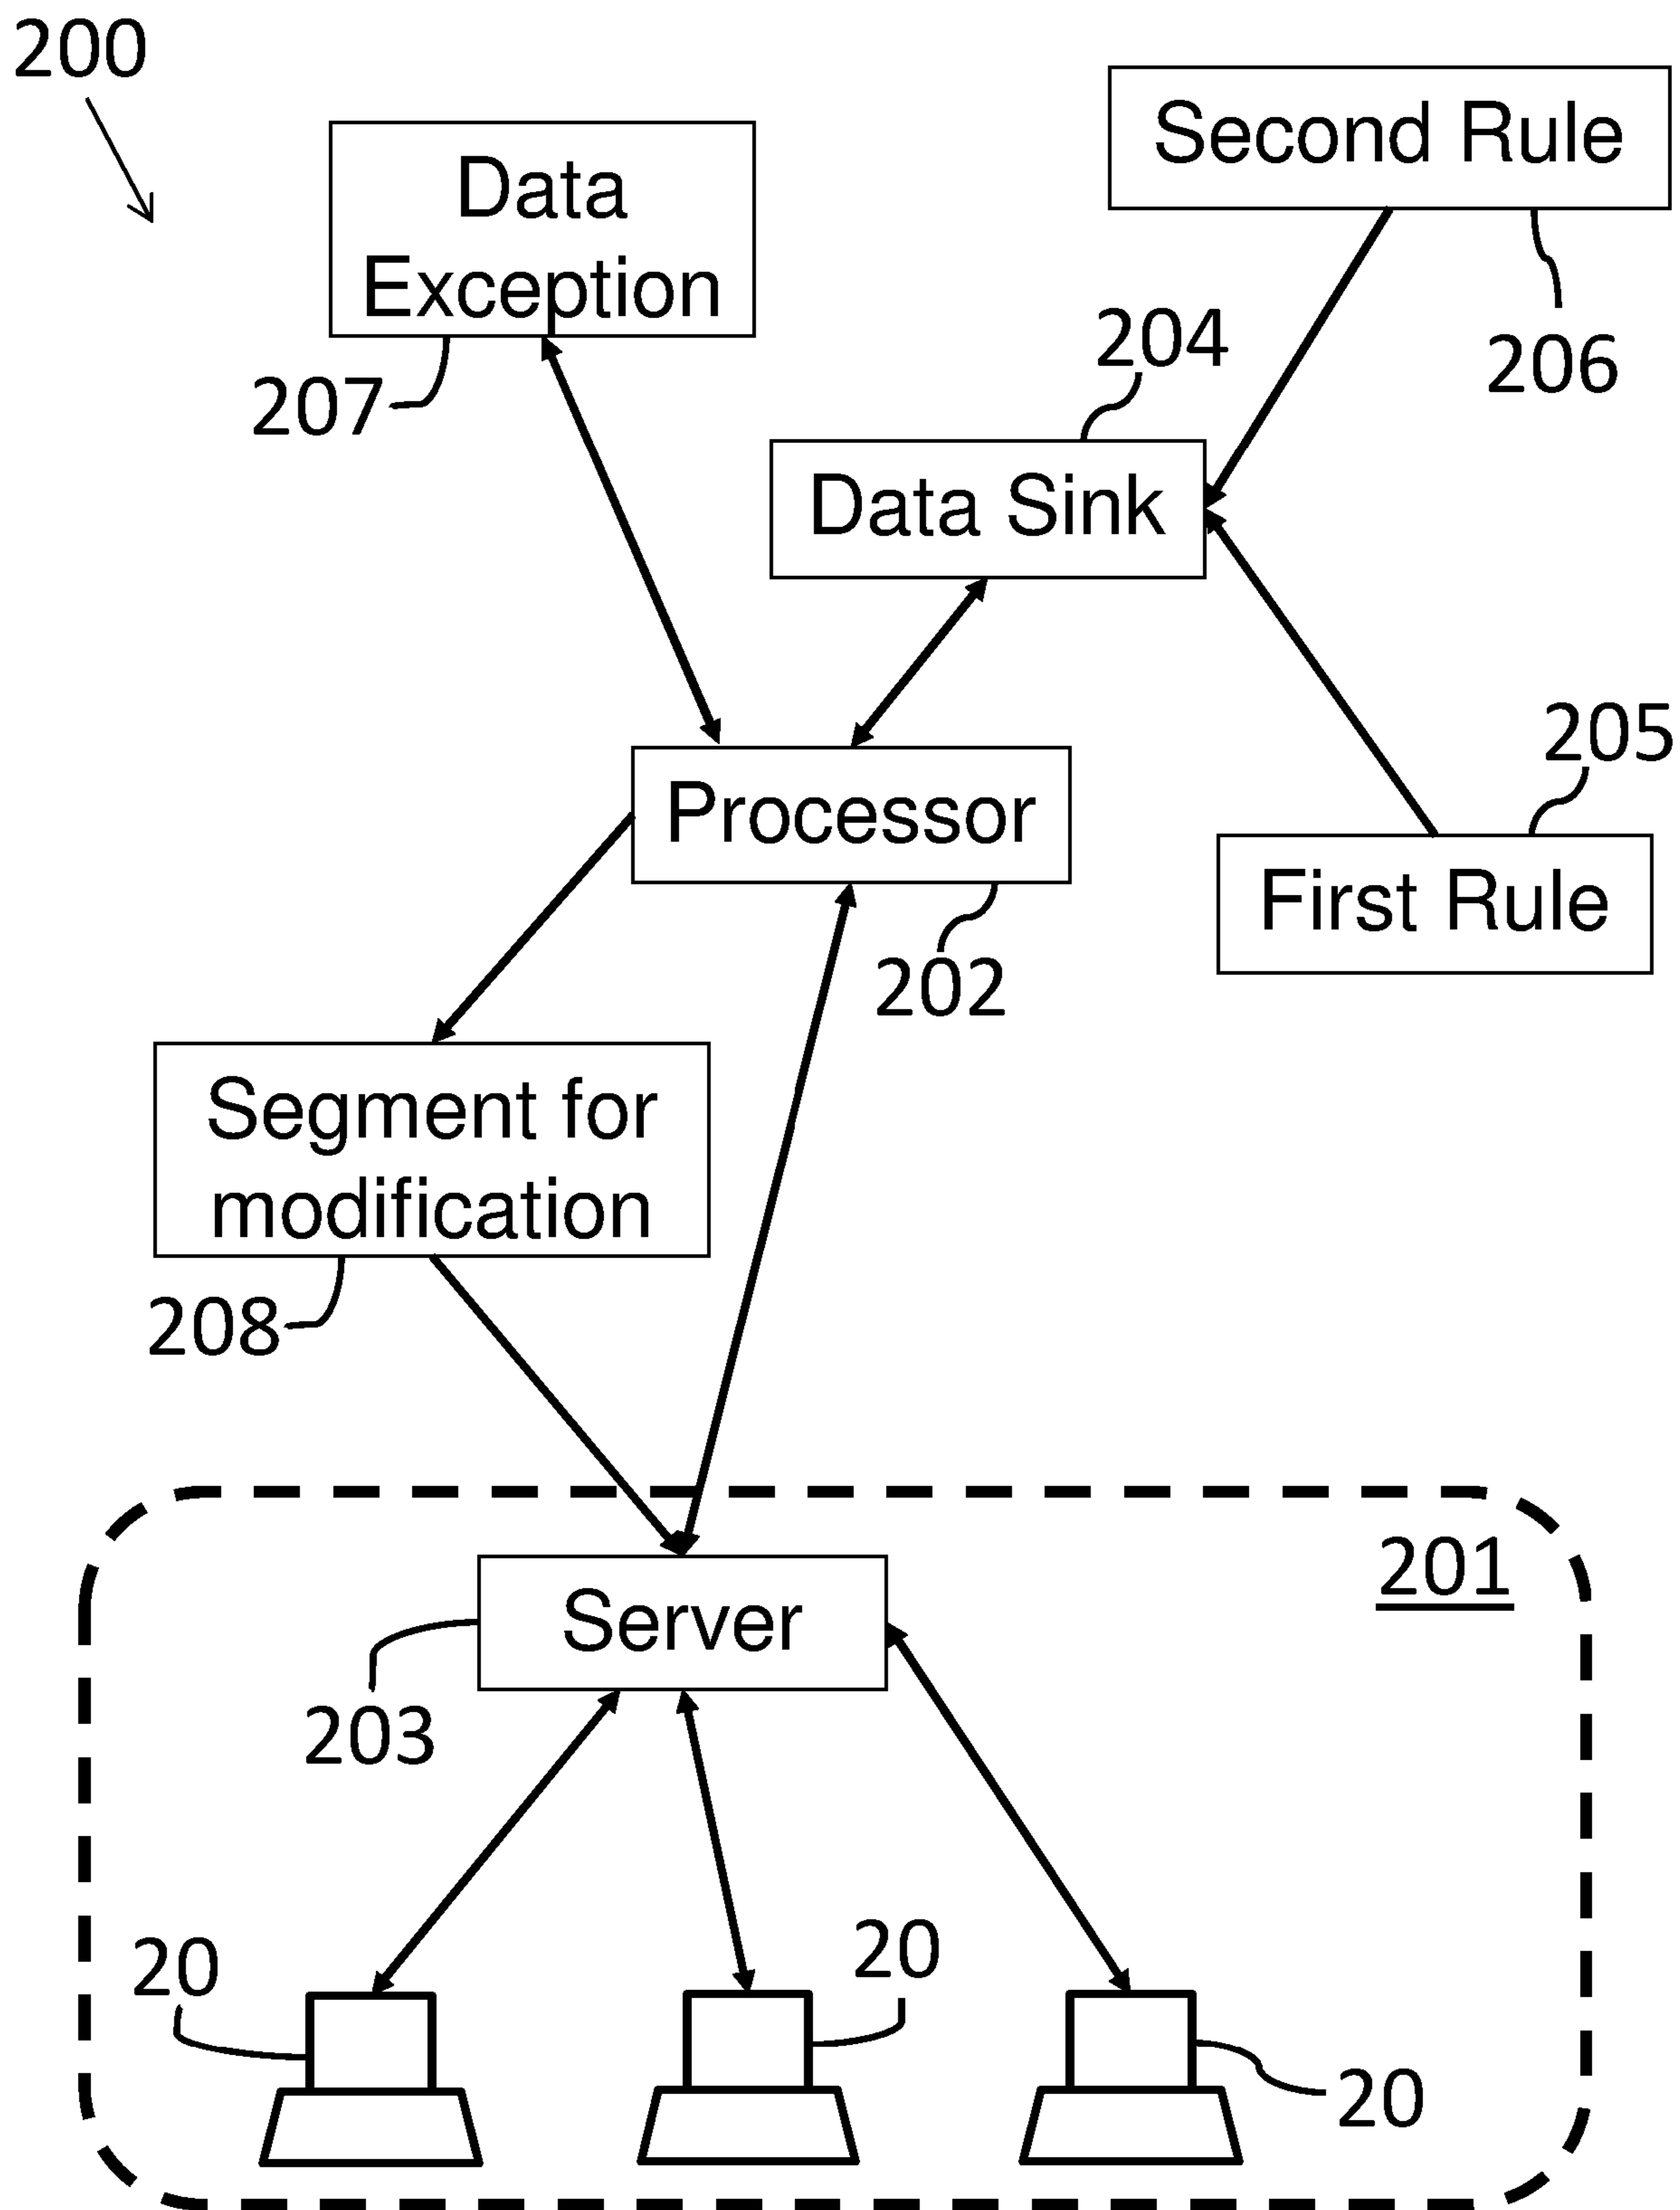 200
Second Rule
Data
Exception
204
206
207
Data Sink
205
Processor
First Rule
202
Segment for
modification
208
201
Server
203
20
20
20